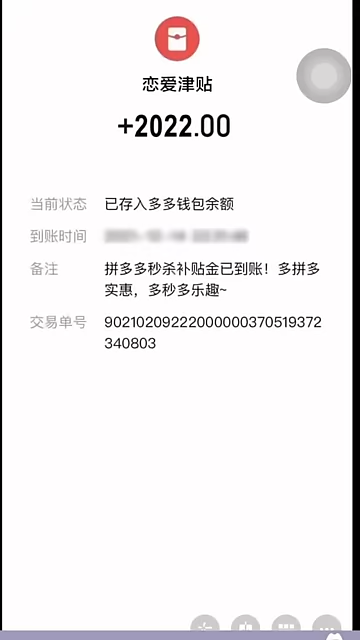 恋爱津贴
+2022.00
当前状态 已存入多多钱包余额
到账时间
备注 拼多多秒杀补贴金已到账！多拼多
实惠，多秒多乐趣~
交易单号 90210209222000000370519372
340803